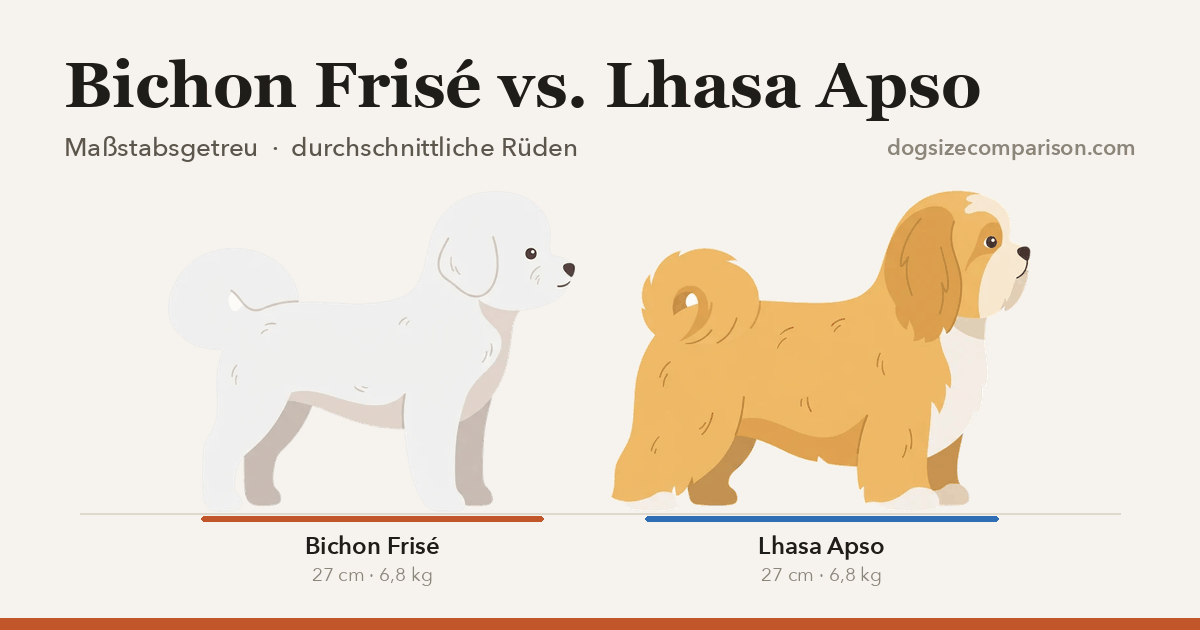 Bichon Frisé vs. Lhasa Apso
Maßstabsgetreu · durchschnittliche Rüden
dogsizecomparison.com
Bichon Frisé
27 cm · 6,8 kg
Lhasa Apso
27 cm · 6,8 kg